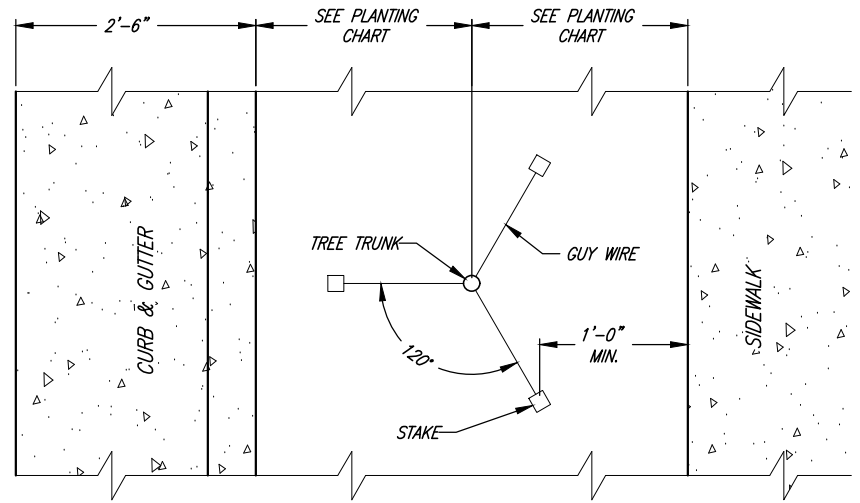 2'-6"
SEE PLANTING
CHART
SEE PLANTING
CHART
TREE TRUNK
GUY WIRE
CURB & GUTTER
SIDEWALK
120°
1'-0"
MIN.
STAKE